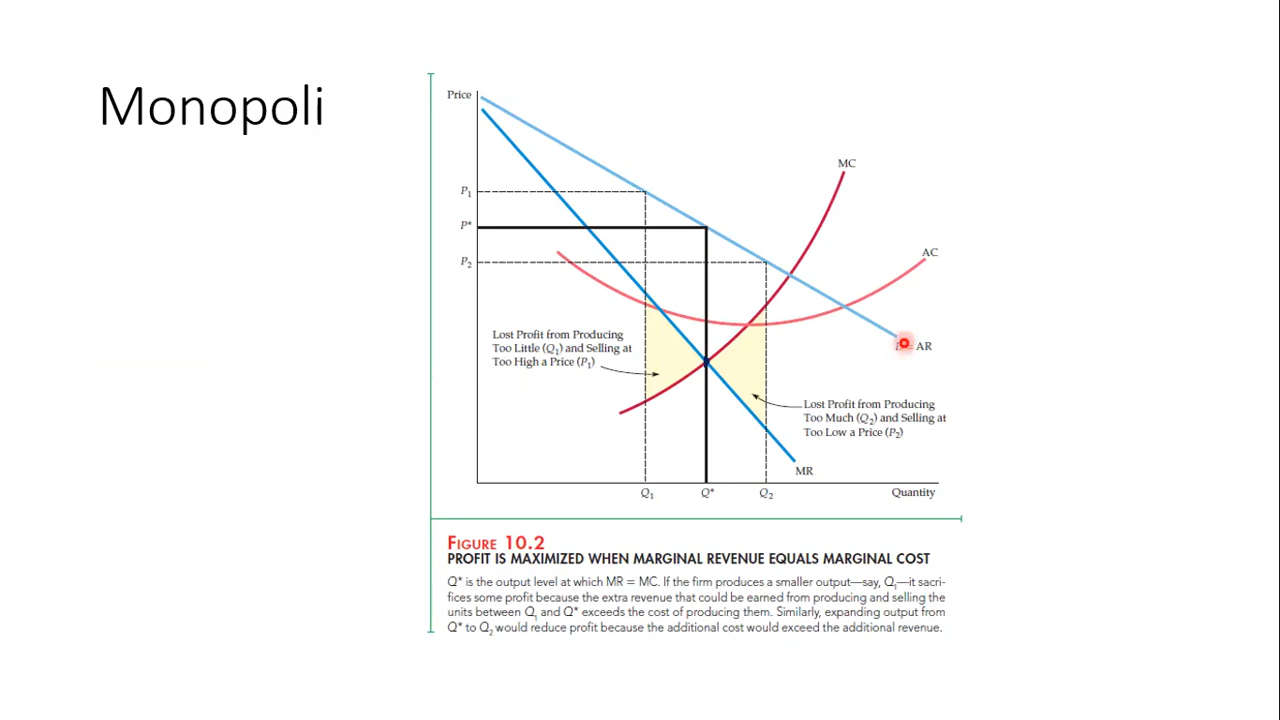 Monopoli
Price
MC
P₁
P*
P₂
AC
Lost Profit from Producing
Too Little (Q₁) and Selling at
Too High a Price (P₁)
= AR
Lost Profit from Producing
Too Much (Q₂) and Selling at
Too Low a Price (P₂)
MR
Q₁
Q*
Q₂
Quantity
FIGURE 10.2
PROFIT IS MAXIMIZED WHEN MARGINAL REVENUE EQUALS MARGINAL COST
Q* is the output level at which MR = MC. If the firm produces a smaller output—say, Q₁—it sacri-
fices some profit because the extra revenue that could be earned from producing and selling the
units between Q₁ and Q* exceeds the cost of producing them. Similarly, expanding output from
Q* to Q₂ would reduce profit because the additional cost would exceed the additional revenue.